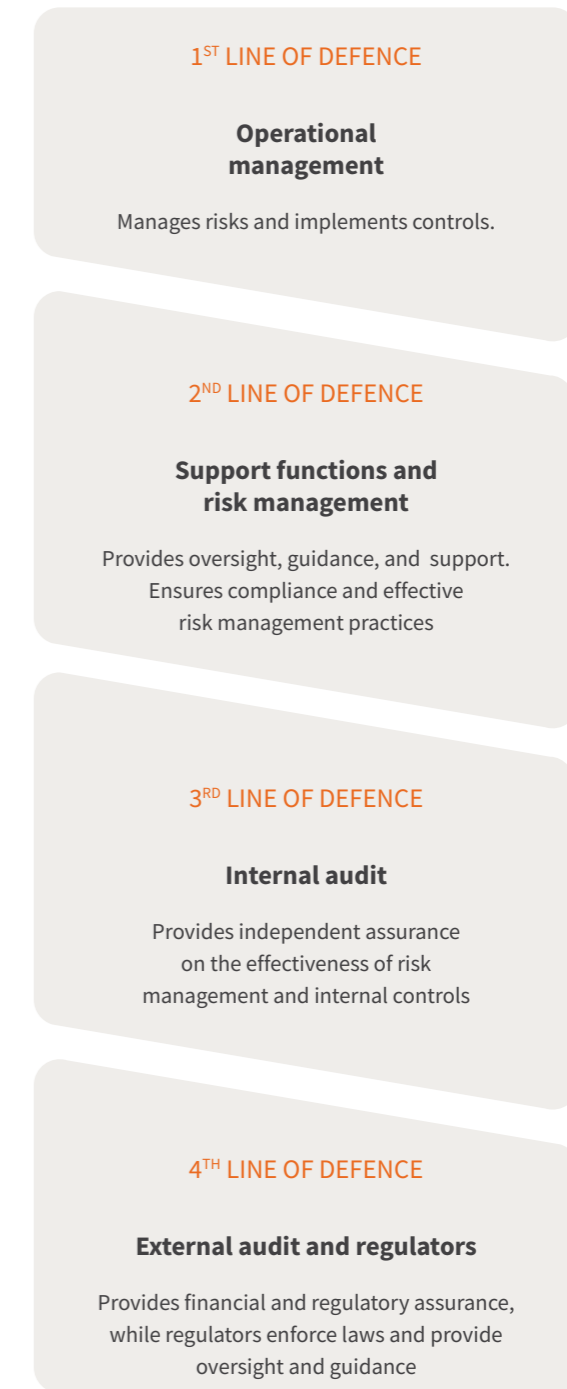 1ST LINE OF DEFENCE
Operational
management
Manages risks and implements controls.
2ND LINE OF DEFENCE
Support functions and
risk management
Provides oversight, guidance, and  support.
Ensures compliance and effective
risk management practices
3RD LINE OF DEFENCE
Internal audit
Provides independent assurance
on the effectiveness of risk
management and internal controls
4TH LINE OF DEFENCE
External audit and regulators
Provides financial and regulatory assurance,
while regulators enforce laws and provide
oversight and guidance